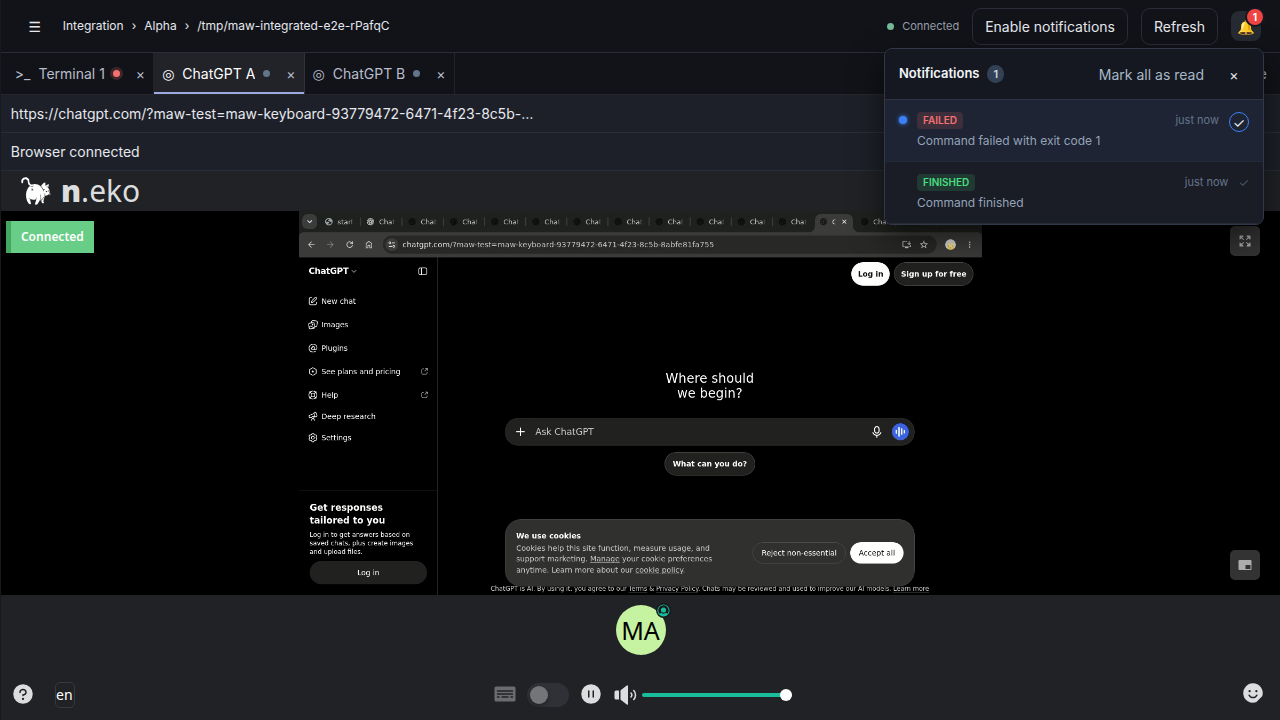 Integration › Alpha › /tmp/maw-integrated-e2e-rPafqC
Connected
Enable notifications
Refresh
1
>_ Terminal 1 ×
ChatGPT A ×
ChatGPT B ×
https://chatgpt.com/?maw-test=maw-keyboard-93779472-6471-4f23-8c5b-...
Browser connected
Notifications 1
Mark all as read ×
FAILED just now
Command failed with exit code 1
FINISHED just now
Command finished
n.eko
Connected
chatgpt.com/?maw-test=maw-keyboard-93779472-6471-4f23-8c5b-8abfe81fa755
ChatGPT
Log in
Sign up for free
New chat
Images
Plugins
See plans and pricing
Help
Deep research
Settings
Where should
we begin?
Ask ChatGPT
What can you do?
Get responses
tailored to you
Log in to get answers based on
saved chats, plus create images
and upload files.
Log in
We use cookies
Cookies help this site function, measure usage, and
support marketing. Manage your cookie preferences
anytime. Learn more about our cookie policy.
Reject non-essential
Accept all
ChatGPT is AI. By using it, you agree to our Terms & Privacy Policy. Chats may be reviewed and used to improve our AI models. Learn more
MA
en